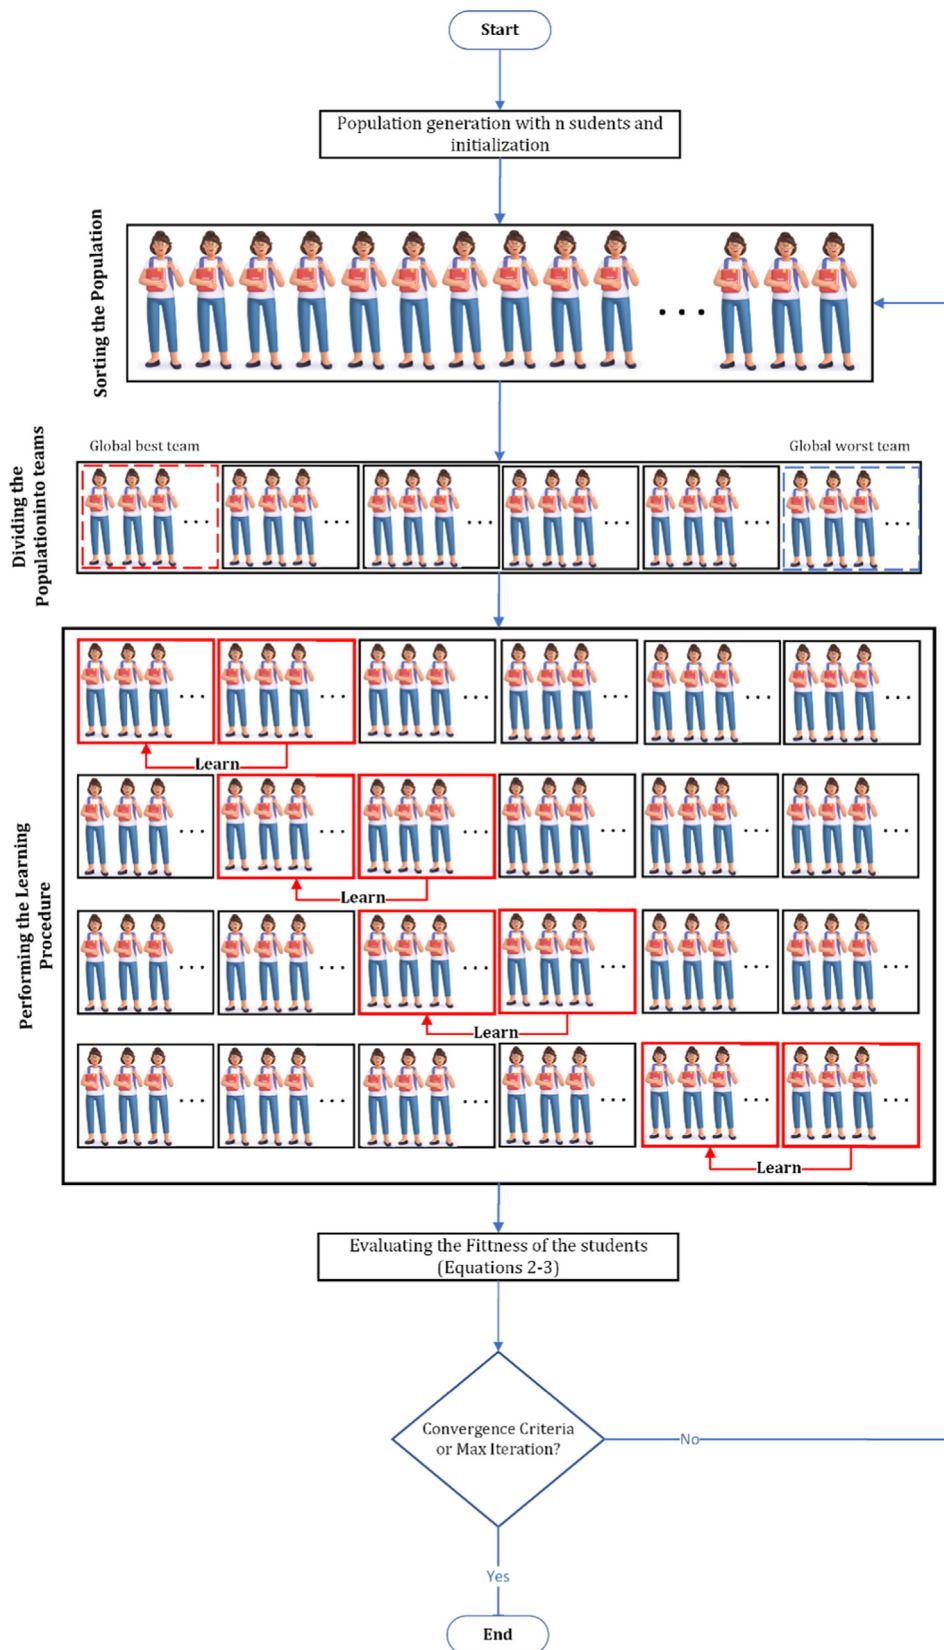 Start
Population generation with n sudents and
initialization
Sorting the Population
. . .
Dividing the
Populationinto teams
Global best team
Global worst team
... ... ... ... ... ...
Performing the Learning
Procedure
... ... ... ... ... ...
Learn
... ... ... ... ... ...
Learn
... ... ... ... ... ...
Learn
... ... ... ... ... ...
Learn
Evaluating the Fittness of the students
(Equations 2-3)
Convergence Criteria
or Max Iteration?
No
Yes
End